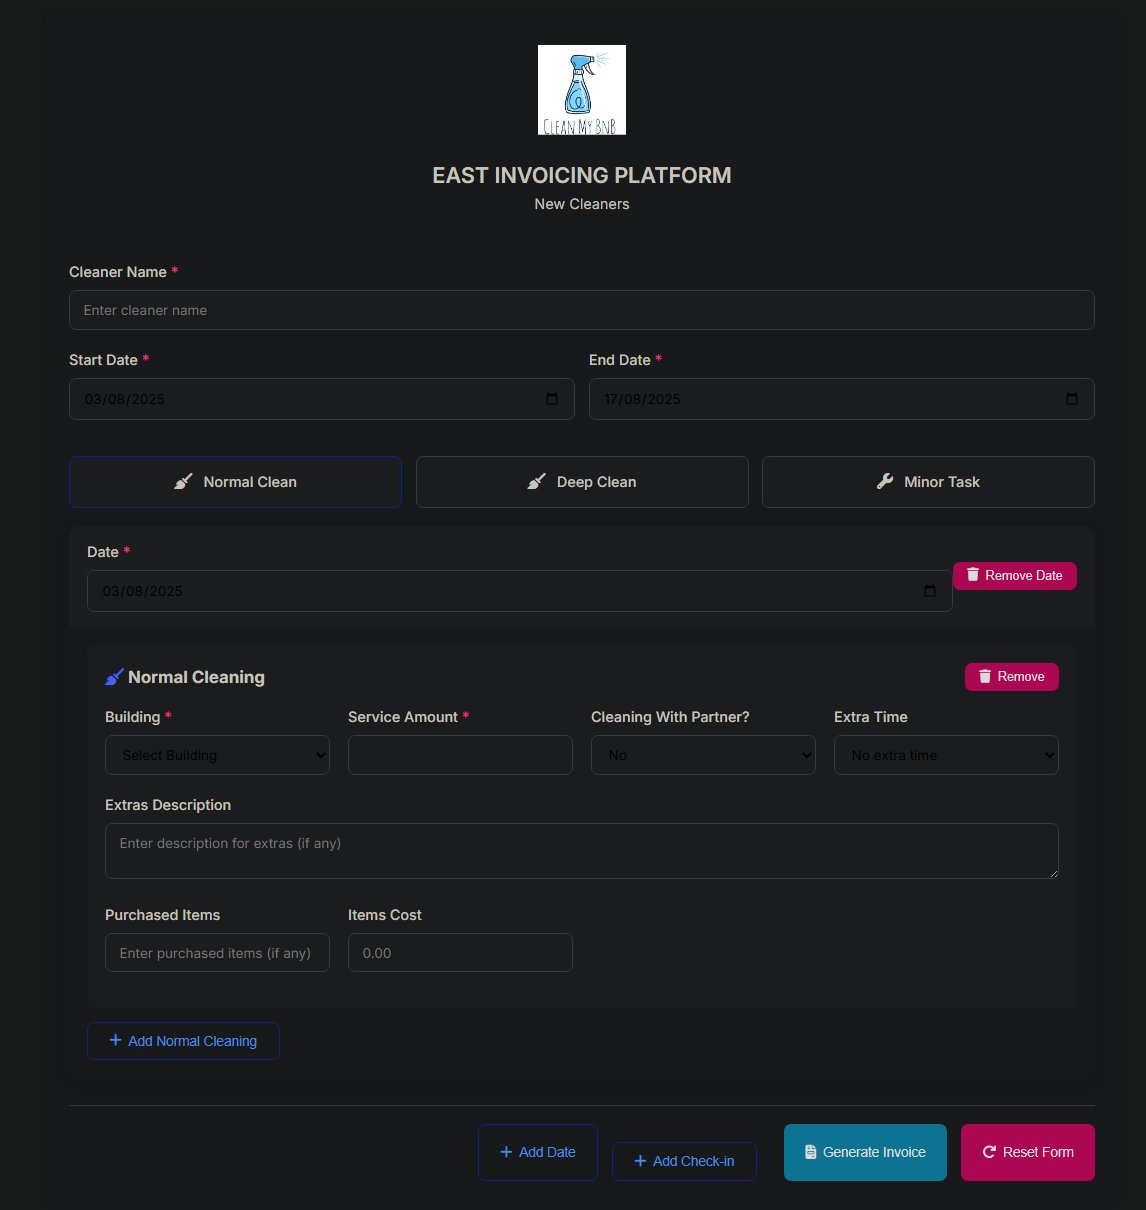 CLEAN MY BNB
EAST INVOICING PLATFORM
New Cleaners
Cleaner Name *
Enter cleaner name
Start Date * End Date *
03/08/2025 17/08/2025
Normal Clean Deep Clean Minor Task
Date *
03/08/2025 Remove Date
Normal Cleaning Remove
Building * Service Amount * Cleaning With Partner? Extra Time
Select Building No No extra time
Extras Description
Enter description for extras (if any)
Purchased Items Items Cost
Enter purchased items (if any) 0.00
+ Add Normal Cleaning
+ Add Date + Add Check-in Generate Invoice Reset Form